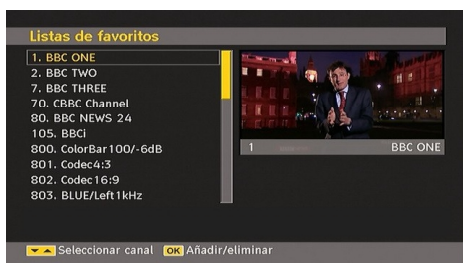 Listas de favoritos
1. BBC ONE
2. BBC TWO
7. BBC THREE
70. CBBC Channel
80. BBC NEWS 24
105. BBCi
800. ColorBar100/-6dB
801. Codec4:3
802. Codec16:9
803. BLUE/Left1kHz
1 BBC ONE
Seleccionar canal OK Añadir/eliminar